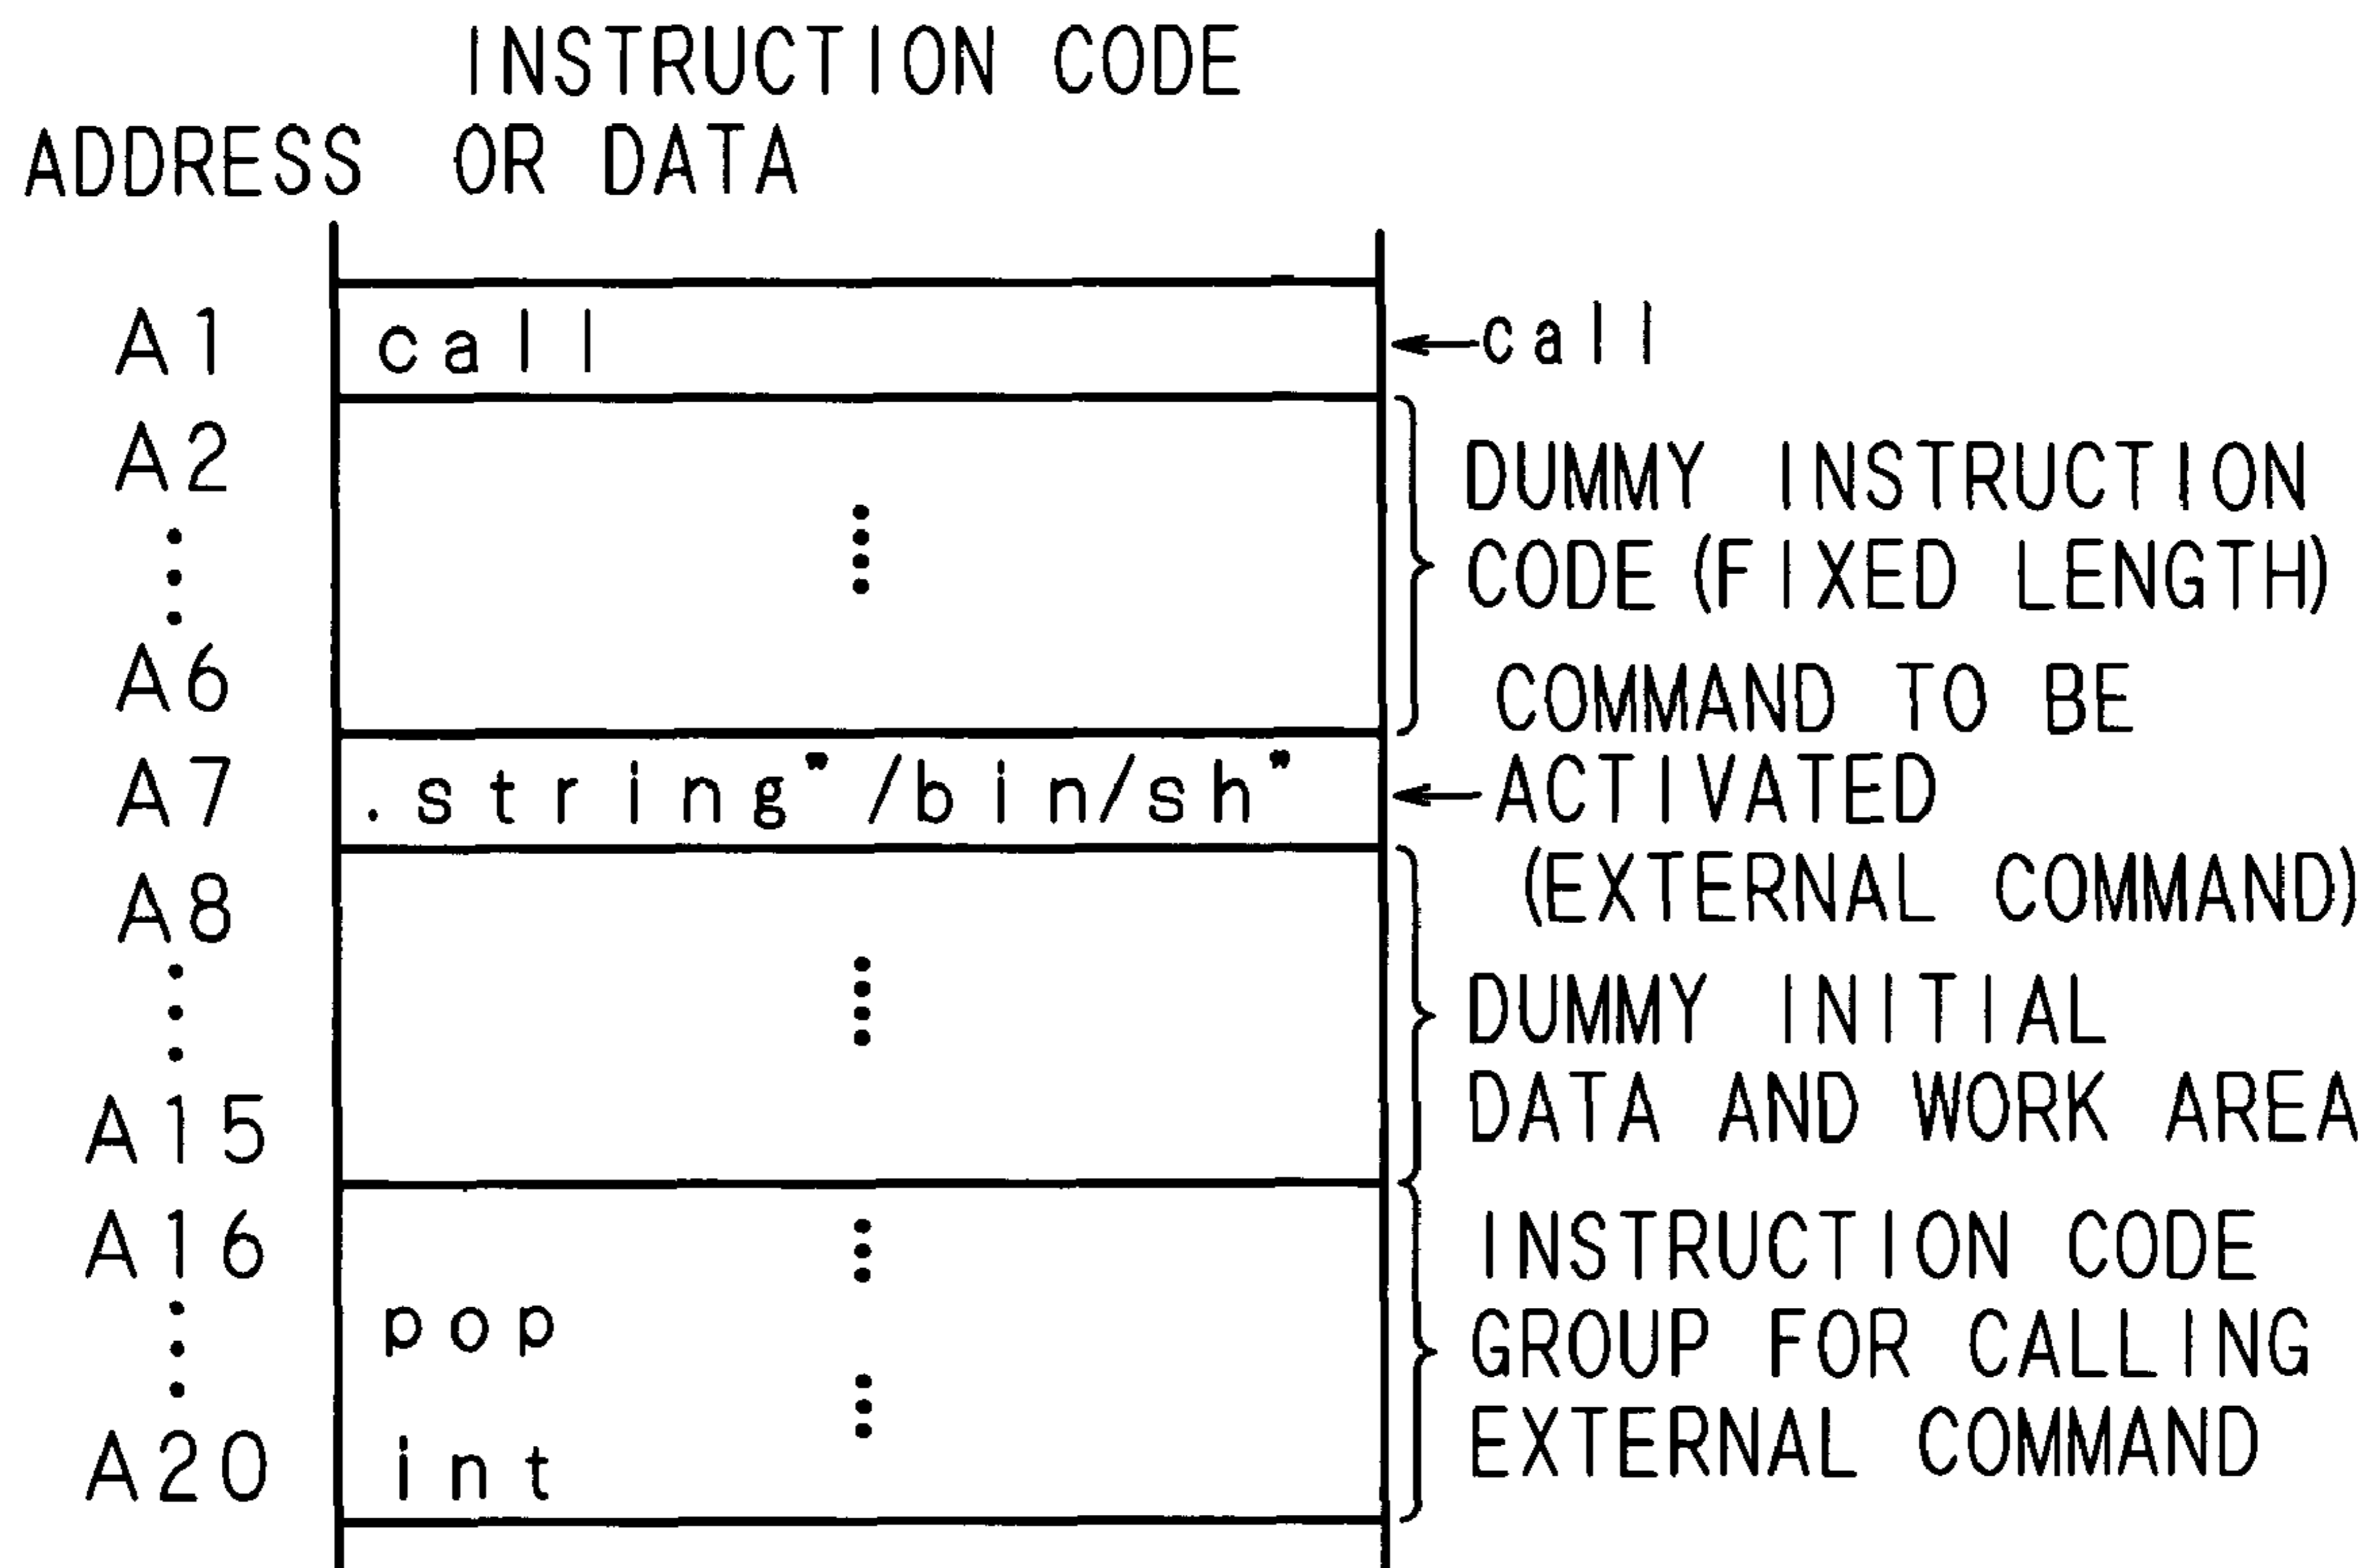 INSTRUCTION CODE
ADDRESS OR DATA
A1 call call
A2
DUMMY INSTRUCTION
CODE (FIXED LENGTH)
A6
COMMAND TO BE
A7 .string"/bin/sh" ACTIVATED
(EXTERNAL COMMAND)
A8
DUMMY INITIAL
DATA AND WORK AREA
A15
A16 INSTRUCTION CODE
pop GROUP FOR CALLING
A20 int EXTERNAL COMMAND